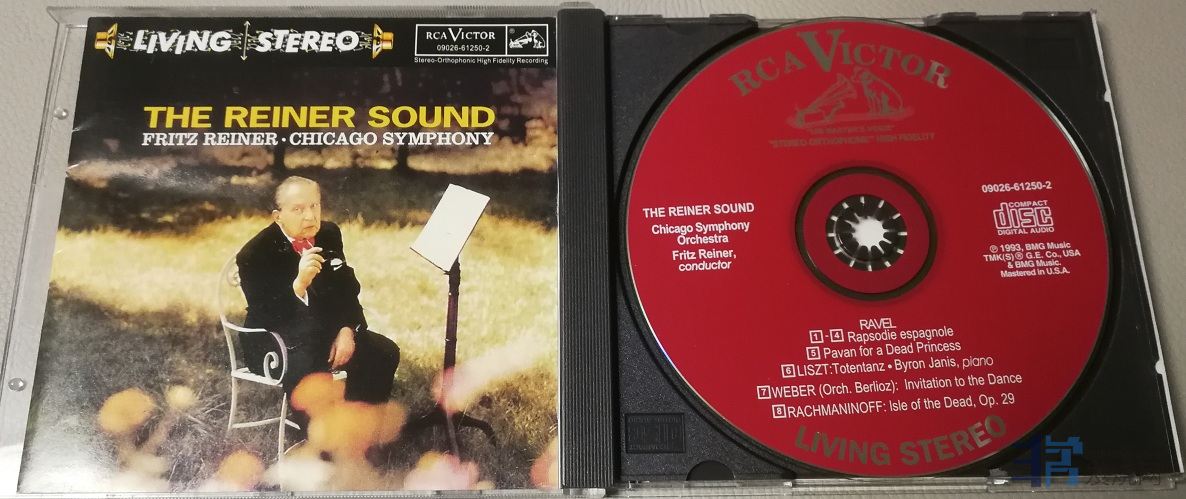 LIVING STEREO
RCA VICTOR
09026-61250-2
Stereo-Orthophonic High Fidelity Recording
THE REINER SOUND
FRITZ REINER · CHICAGO SYMPHONY
RCA VICTOR
"HIS MASTER'S VOICE"
"STEREO-ORTHOPHONIC" HIGH FIDELITY
THE REINER SOUND
Chicago Symphony
Orchestra
Fritz Reiner,
conductor
09026-61250-2
COMPACT
disc
DIGITAL AUDIO
℗ 1993, BMG Music
TMK(S) ® G.E. Co., USA
& BMG Music.
Mastered in U.S.A.
RAVEL
1 - 4 Rapsodie espagnole
5 Pavan for a Dead Princess
6 LISZT:Totentanz • Byron Janis, piano
7 WEBER (Orch. Berlioz): Invitation to the Dance
8 RACHMANINOFF: Isle of the Dead, Op. 29
LIVING STEREO